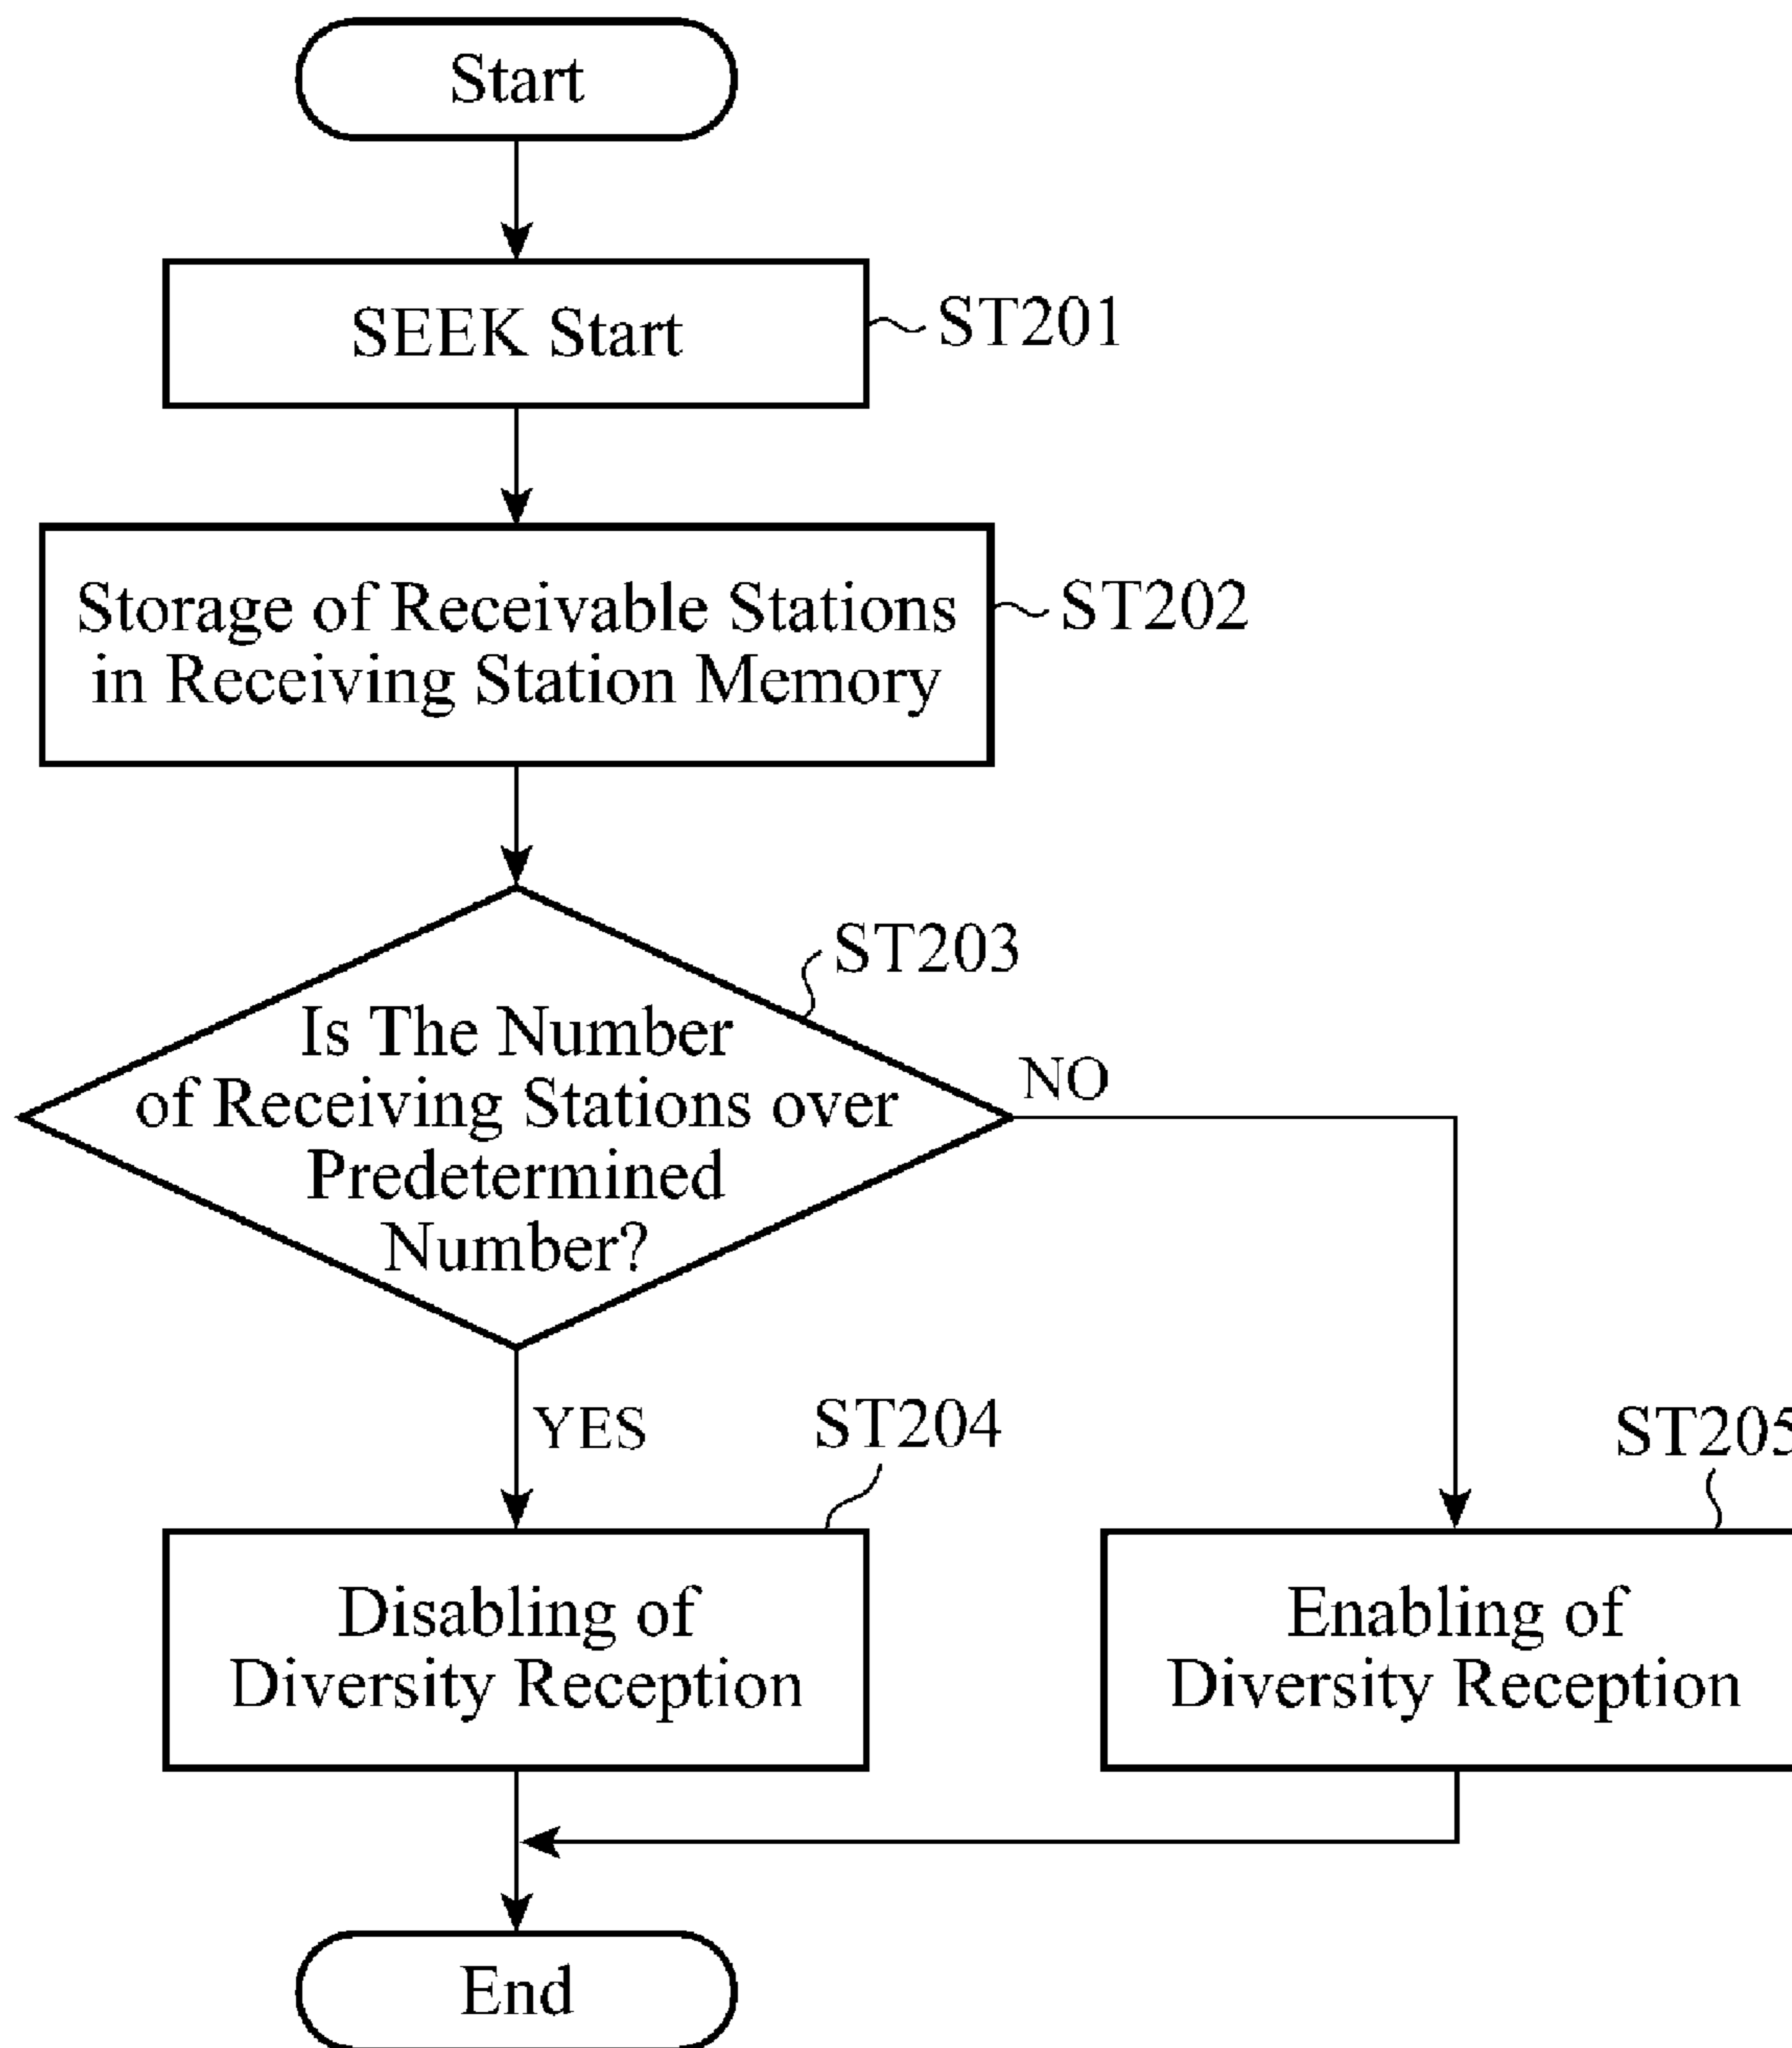 Start
SEEK Start
ST201
Storage of Receivable Stations
in Receiving Station Memory
ST202
ST203
Is The Number
of Receiving Stations over
Predetermined
Number?
NO
YES
ST204
ST205
Disabling of
Diversity Reception
Enabling of
Diversity Reception
End